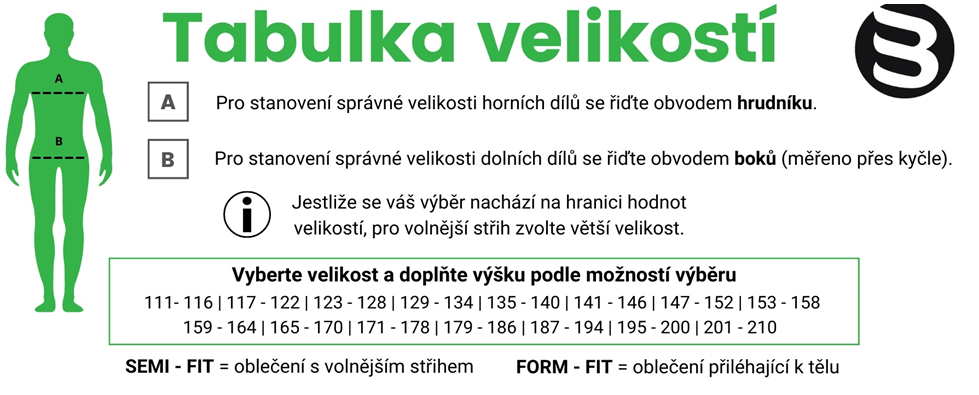 Tabulka velikostí
A
A Pro stanovení správné velikosti horních dílů se řiďte obvodem hrudníku.
B
B Pro stanovení správné velikosti dolních dílů se řiďte obvodem boků (měřeno přes kyčle).
Jestliže se váš výběr nachází na hranici hodnot
velikostí, pro volnější střih zvolte větší velikost.
Vyberte velikost a doplňte výšku podle možností výběru
111- 116 | 117 - 122 | 123 - 128 | 129 - 134 | 135 - 140 | 141 - 146 | 147 - 152 | 153 - 158
159 - 164 | 165 - 170 | 171 - 178 | 179 - 186 | 187 - 194 | 195 - 200 | 201 - 210
SEMI - FIT = oblečení s volnějším střihem FORM - FIT = oblečení přiléhající k tělu